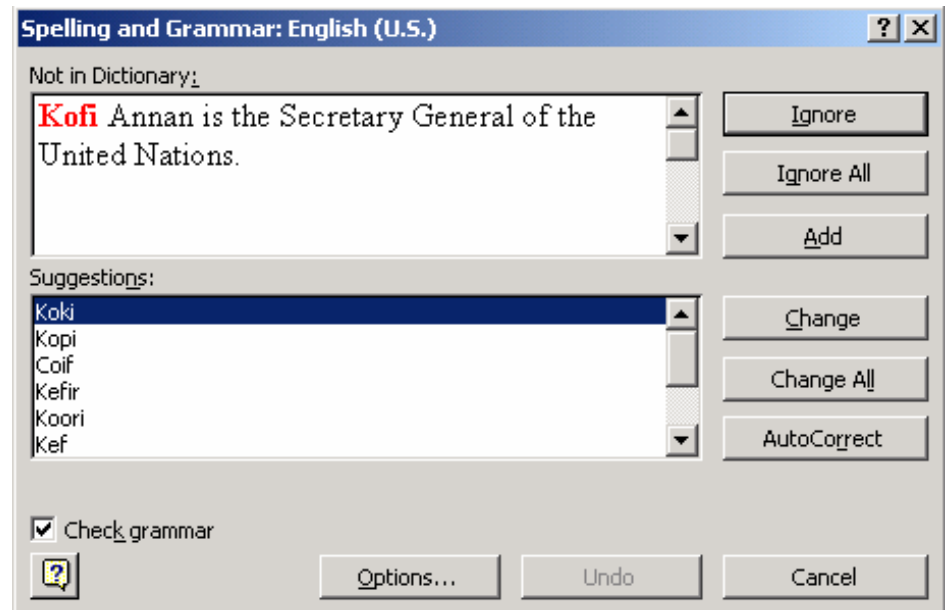 Spelling and Grammar: English (U.S.)
Not in Dictionary:
Kofi Annan is the Secretary General of the
United Nations.
Ignore
Ignore All
Add
Suggestions:
Koki
Kopi
Coif
Kefir
Koori
Kef
Change
Change All
AutoCorrect
Check grammar
Options...
Undo
Cancel